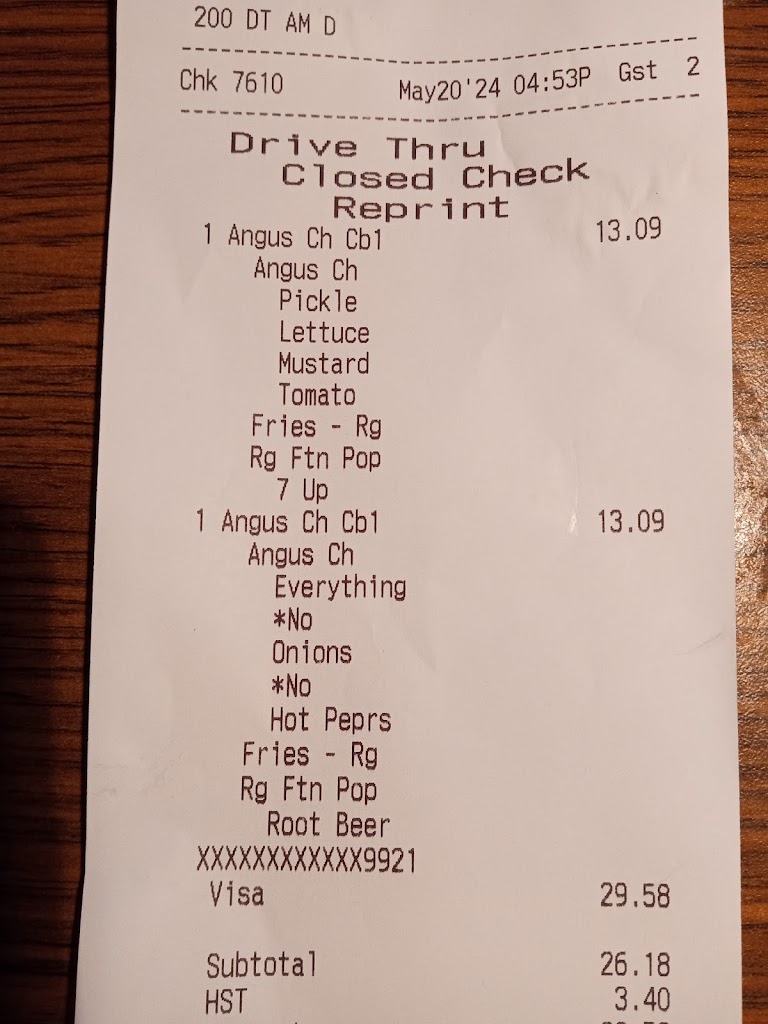 200 DT AM D
Chk 7610 May20'24 04:53P Gst 2
Drive Thru
Closed Check
Reprint
1 Angus Ch Cb1 13.09
Angus Ch
Pickle
Lettuce
Mustard
Tomato
Fries - Rg
Rg Ftn Pop
7 Up
1 Angus Ch Cb1 13.09
Angus Ch
Everything
*No
Onions
*No
Hot Peprs
Fries - Rg
Rg Ftn Pop
Root Beer
XXXXXXXXXXXX9921
Visa 29.58
Subtotal 26.18
HST 3.40